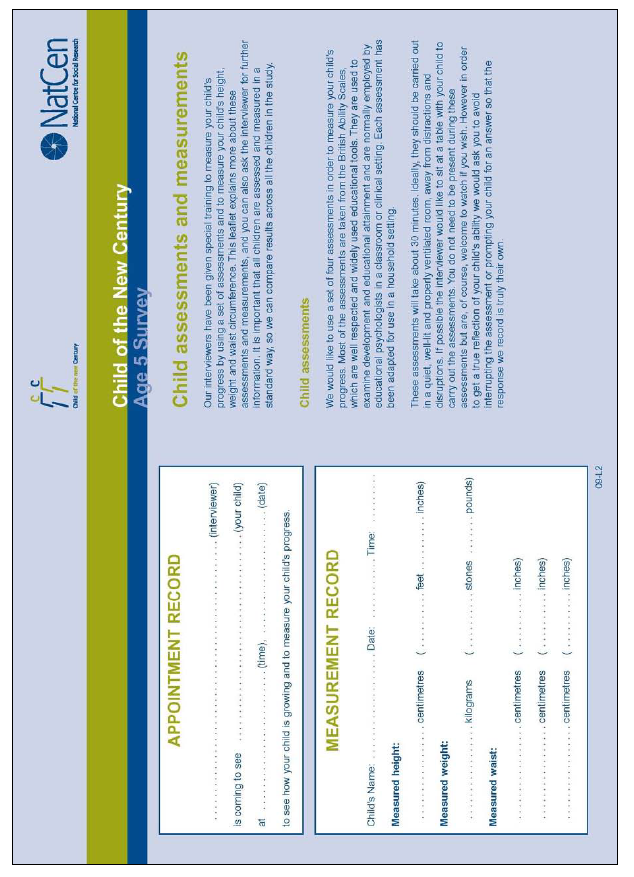 Child of the New Century
NatCen
National Centre for Social Research
Child of the New Century
Age 5 Survey
APPOINTMENT RECORD
. . . . . . . . . . . . . . . . . . . . . . . . . . . . . . . . . . . . . . . . . . . . . . . . . . . . . . . (interviewer)
is coming to see . . . . . . . . . . . . . . . . . . . . . . . . . . . . . . . . . . . . . . . (your child)
at . . . . . . . . . . . . . . . . . . . . . . . . . . . (time), . . . . . . . . . . . . . . . . . . . . . . . . (date)
to see how your child is growing and to measure your child's progress.
MEASUREMENT RECORD
Child's Name: . . . . . . . . . . . . . . . . . . . . . . Date: . . . . . . . . . . . . . . Time: . . . . . . . . . . .
Measured height:
. . . . . . . . . . . . . . . . . centimetres ( . . . . . . . . . . . . .feet . . . . . . . . . . . inches)
Measured weight:
. . . . . . . . . . . . . . . . . kilograms ( . . . . . . . . . . . . .stones . . . . . . . . pounds)
Measured waist:
. . . . . . . . . . . . . . . . . centimetres ( . . . . . . . . . . . inches)
. . . . . . . . . . . . . . . . . centimetres ( . . . . . . . . . . . inches)
. . . . . . . . . . . . . . . . . centimetres ( . . . . . . . . . . . inches)
Child assessments and measurements
Our interviewers have been given special training to measure your child's
progress by using a set of assessments and to measure your child's height,
weight and waist circumference. This leaflet explains more about these
assessments and measurements, and you can also ask the interviewer for further
information. It is important that all children are assessed and measured in a
standard way, so we can compare results across all the children in the study.
Child assessments
We would like to use a set of four assessments in order to measure your child's
progress. Most of the assessments are taken from the British Ability Scales,
which are well respected and widely used educational tools. They are used to
examine development and educational attainment and are normally employed by
educational psychologists in a classroom or clinical setting. Each assessment has
been adapted for use in a household setting.
These assessments will take about 30 minutes. Ideally, they should be carried out
in a quiet, well-lit and properly ventilated room, away from distractions and
disruptions. If possible the interviewer would like to sit at a table with your child to
carry out the assessments. You do not need to be present during these
assessments but are, of course, welcome to watch if you wish. However in order
to get a true reflection of your child's ability we would ask you to avoid
interrupting the assessment or prompting your child for an answer so that the
response we record is truly their own
09-L2